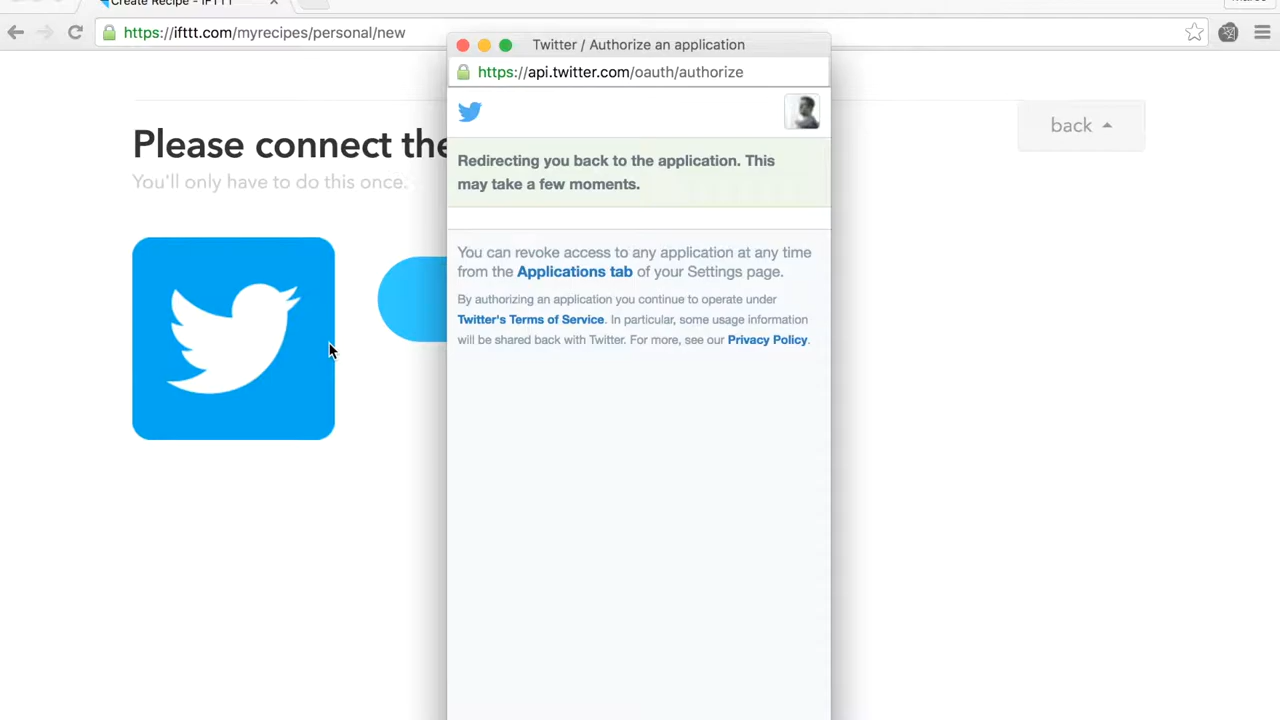 Create Recipe - IFTTT
https://ifttt.com/myrecipes/personal/new
Twitter / Authorize an application
https://api.twitter.com/oauth/authorize
Please connect the
You'll only have to do this once.
back
Redirecting you back to the application. This
may take a few moments.
You can revoke access to any application at any time
from the Applications tab of your Settings page.
By authorizing an application you continue to operate under
Twitter's Terms of Service. In particular, some usage information
will be shared back with Twitter. For more, see our Privacy Policy.